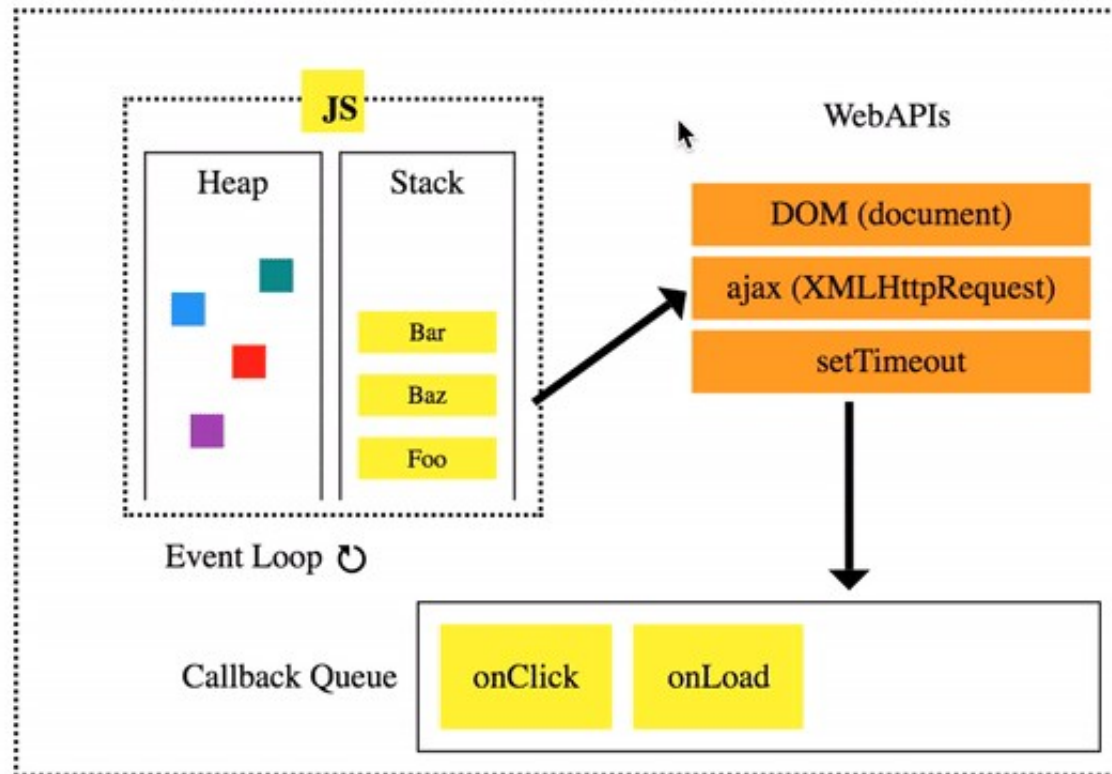 JS
Heap
Stack
Bar
Baz
Foo
WebAPIs
DOM (document)
ajax (XMLHttpRequest)
setTimeout
Event Loop ↻
Callback Queue
onClick
onLoad